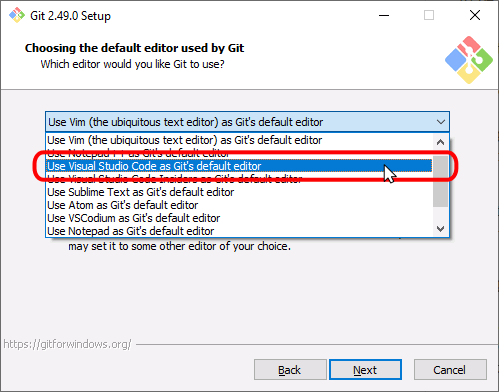 Git 2.49.0 Setup
Choosing the default editor used by Git
Which editor would you like Git to use?
Use Vim (the ubiquitous text editor) as Git's default editor
Use Vim (the ubiquitous text editor) as Git's default editor
Use Notepad++ as Git's default editor
Use Visual Studio Code as Git's default editor
Use Visual Studio Code Insiders as Git's default editor
Use Sublime Text as Git's default editor
Use Atom as Git's default editor
Use VSCodium as Git's default editor
Use Notepad as Git's default editor
may set it to some other editor of your choice.
https://gitforwindows.org/
Back
Next
Cancel